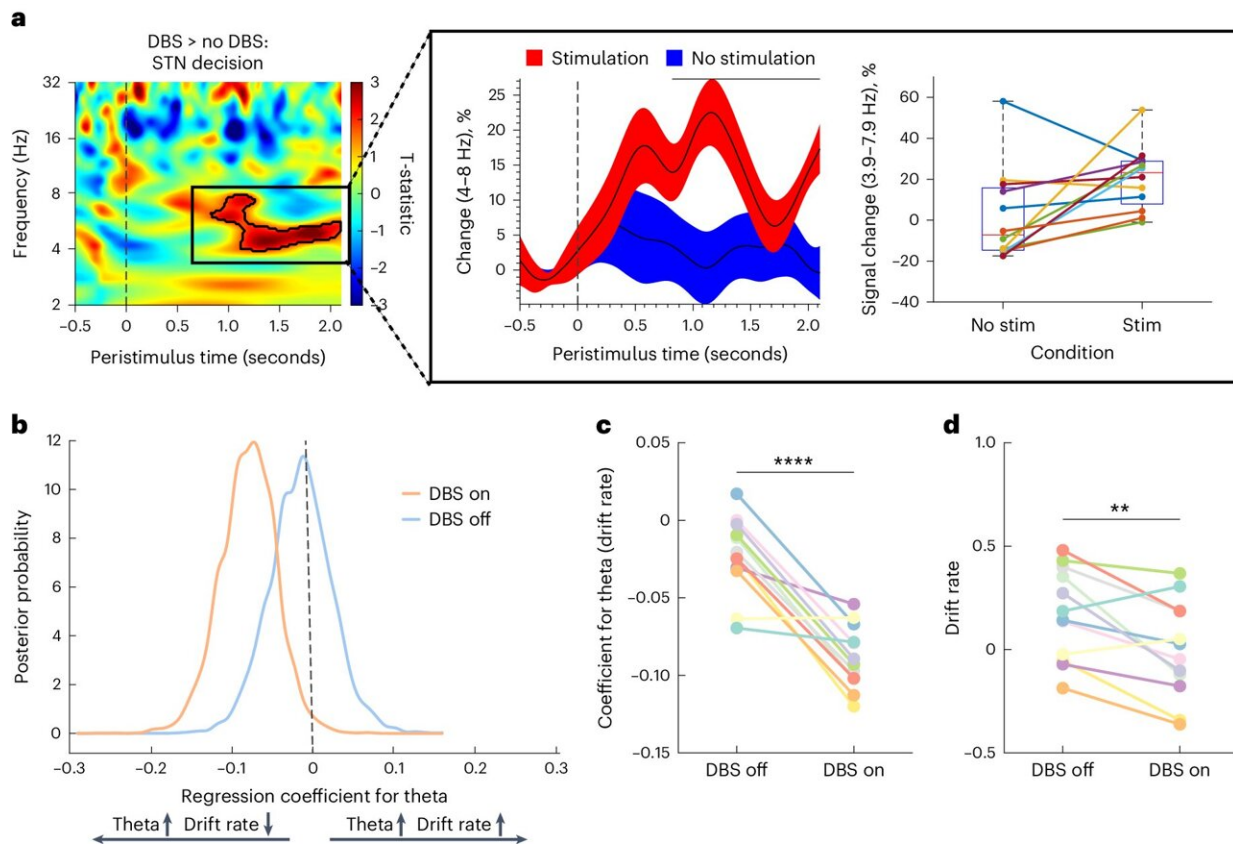 a
DBS > no DBS:
STN decision
Frequency (Hz)
32
16
8
4
2
–0.5
0
0.5
1.0
1.5
2.0
Peristimulus time (seconds)
3
2
1
0
–1
–2
–3
T-statistic
Stimulation
No stimulation
Change (4–8 Hz), %
25
20
15
10
5
0
–0.5
0
0.5
1.0
1.5
2.0
Peristimulus time (seconds)
Signal change (3.9–7.9 Hz), %
60
40
20
0
–20
–40
No stim
Stim
Condition
b
Posterior probability
12
10
8
6
4
2
0
DBS on
DBS off
–0.3
–0.2
–0.1
0
0.1
0.2
0.3
Regression coefficient for theta
Theta↑ Drift rate↓
Theta↑ Drift rate↑
c
Coefficient for theta (drift rate)
0.05
0
–0.05
–0.10
–0.15
****
DBS off
DBS on
d
Drift rate
1.0
0.5
0
–0.5
**
DBS off
DBS on